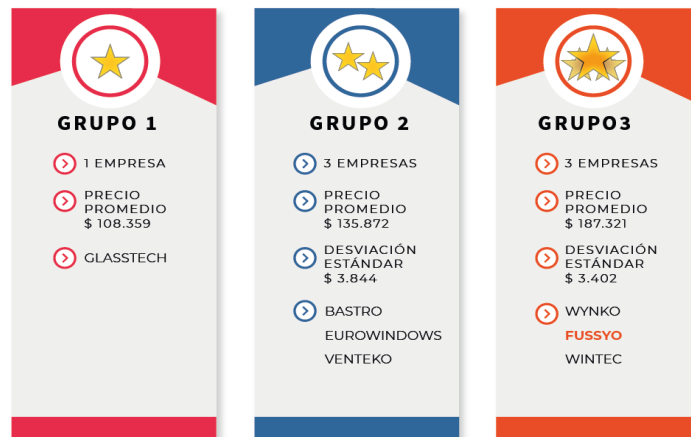 GRUPO 1
1 EMPRESA
PRECIO
PROMEDIO
$ 108.359
GLASSTECH
GRUPO 2
3 EMPRESAS
PRECIO
PROMEDIO
$ 135.872
DESVIACIÓN
ESTÁNDAR
$ 3.844
BASTRO
EUROWINDOWS
VENTEKO
GRUPO3
3 EMPRESAS
PRECIO
PROMEDIO
$ 187.321
DESVIACIÓN
ESTÁNDAR
$ 3.402
WYNKO
FUSSYO
WINTEC